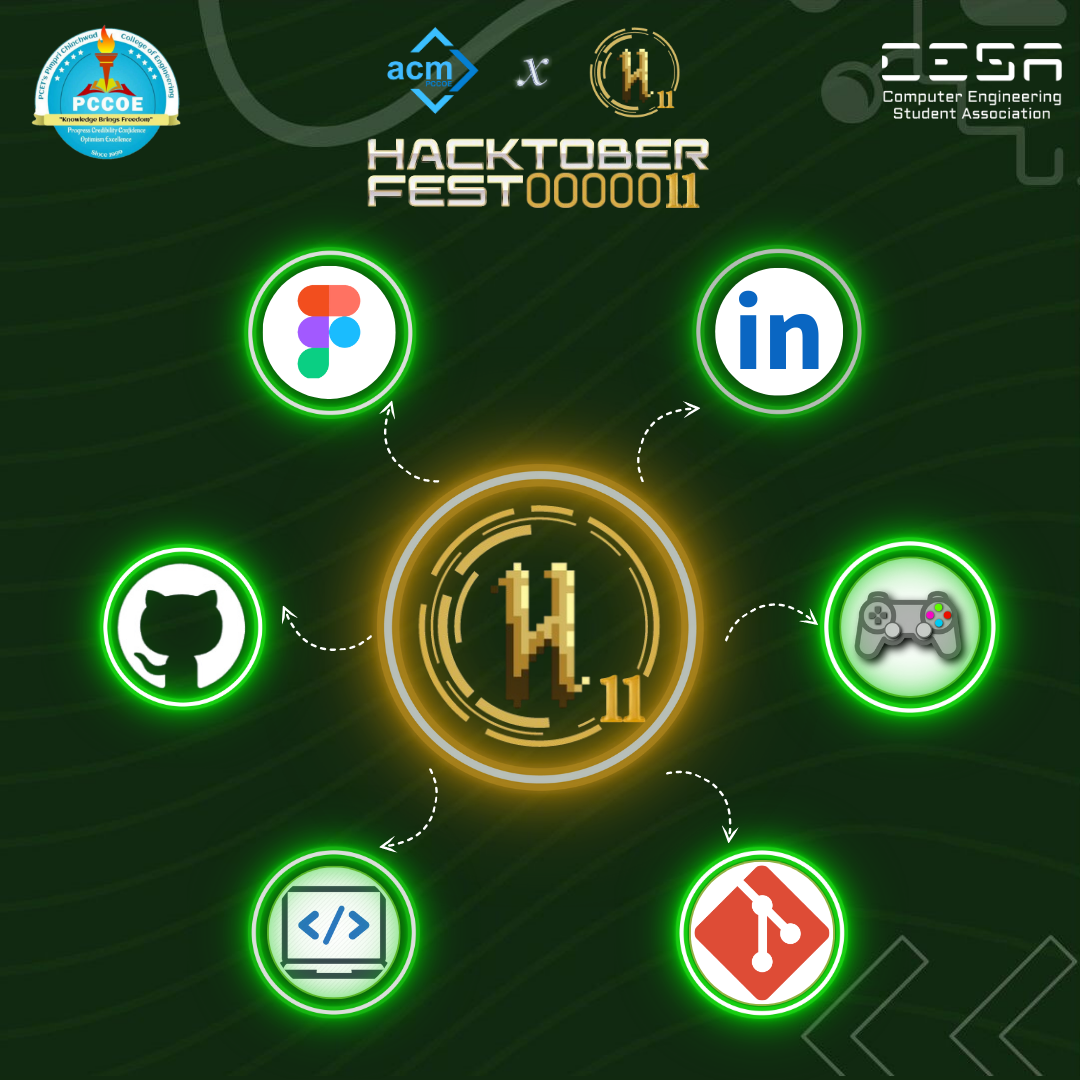 PCET's Pimpri Chinchwad College of Engineering
PCCOE
"Knowledge Brings Freedom"
Progress Credibility Confidence
Optimism Excellence
Since 1999
acm
PCCOE
x
H
11
CESA
Computer Engineering
Student Association
HACKTOBER
FEST00000011
in
H
11
</>